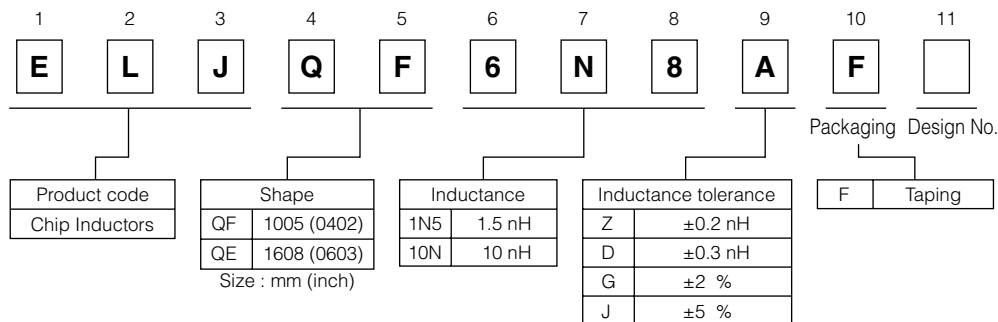 1 2 3 4 5 6 7 8 9 10 11
E L J Q F 6 N 8 A F
Packaging Design No.
Product code
Chip Inductors
Shape
QF 1005 (0402)
QE 1608 (0603)
Size : mm (inch)
Inductance
1N5 1.5 nH
10N 10 nH
Inductance tolerance
Z ±0.2 nH
D ±0.3 nH
G ±2 %
J ±5 %
F Taping